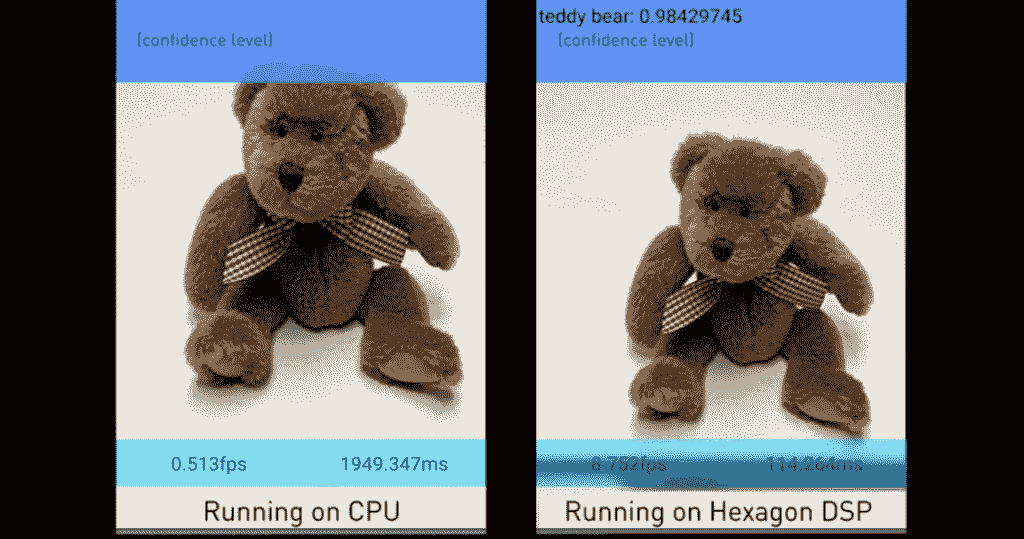 (confidence level)
0.513fps 1949.347ms
Running on CPU
teddy bear: 0.98429745
(confidence level)
8.752fps 114.264ms
Running on Hexagon DSP